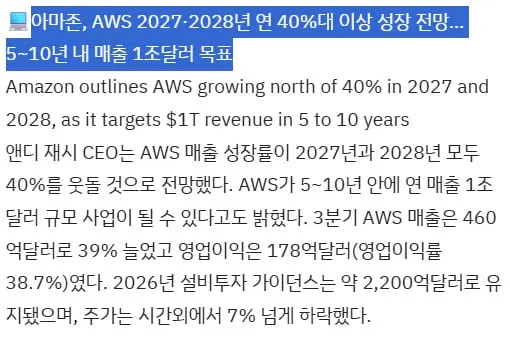 💻아마존, AWS 2027·2028년 연 40%대 이상 성장 전망…
5~10년 내 매출 1조달러 목표
Amazon outlines AWS growing north of 40% in 2027 and
2028, as it targets $1T revenue in 5 to 10 years
앤디 재시 CEO는 AWS 매출 성장률이 2027년과 2028년 모두
40%를 웃돌 것으로 전망했다. AWS가 5~10년 안에 연 매출 1조
달러 규모 사업이 될 수 있다고도 밝혔다. 3분기 AWS 매출은 460
억달러로 39% 늘었고 영업이익은 178억달러(영업이익률
38.7%)였다. 2026년 설비투자 가이던스는 약 2,200억달러로 유
지됐으며, 주가는 시간외에서 7% 넘게 하락했다.